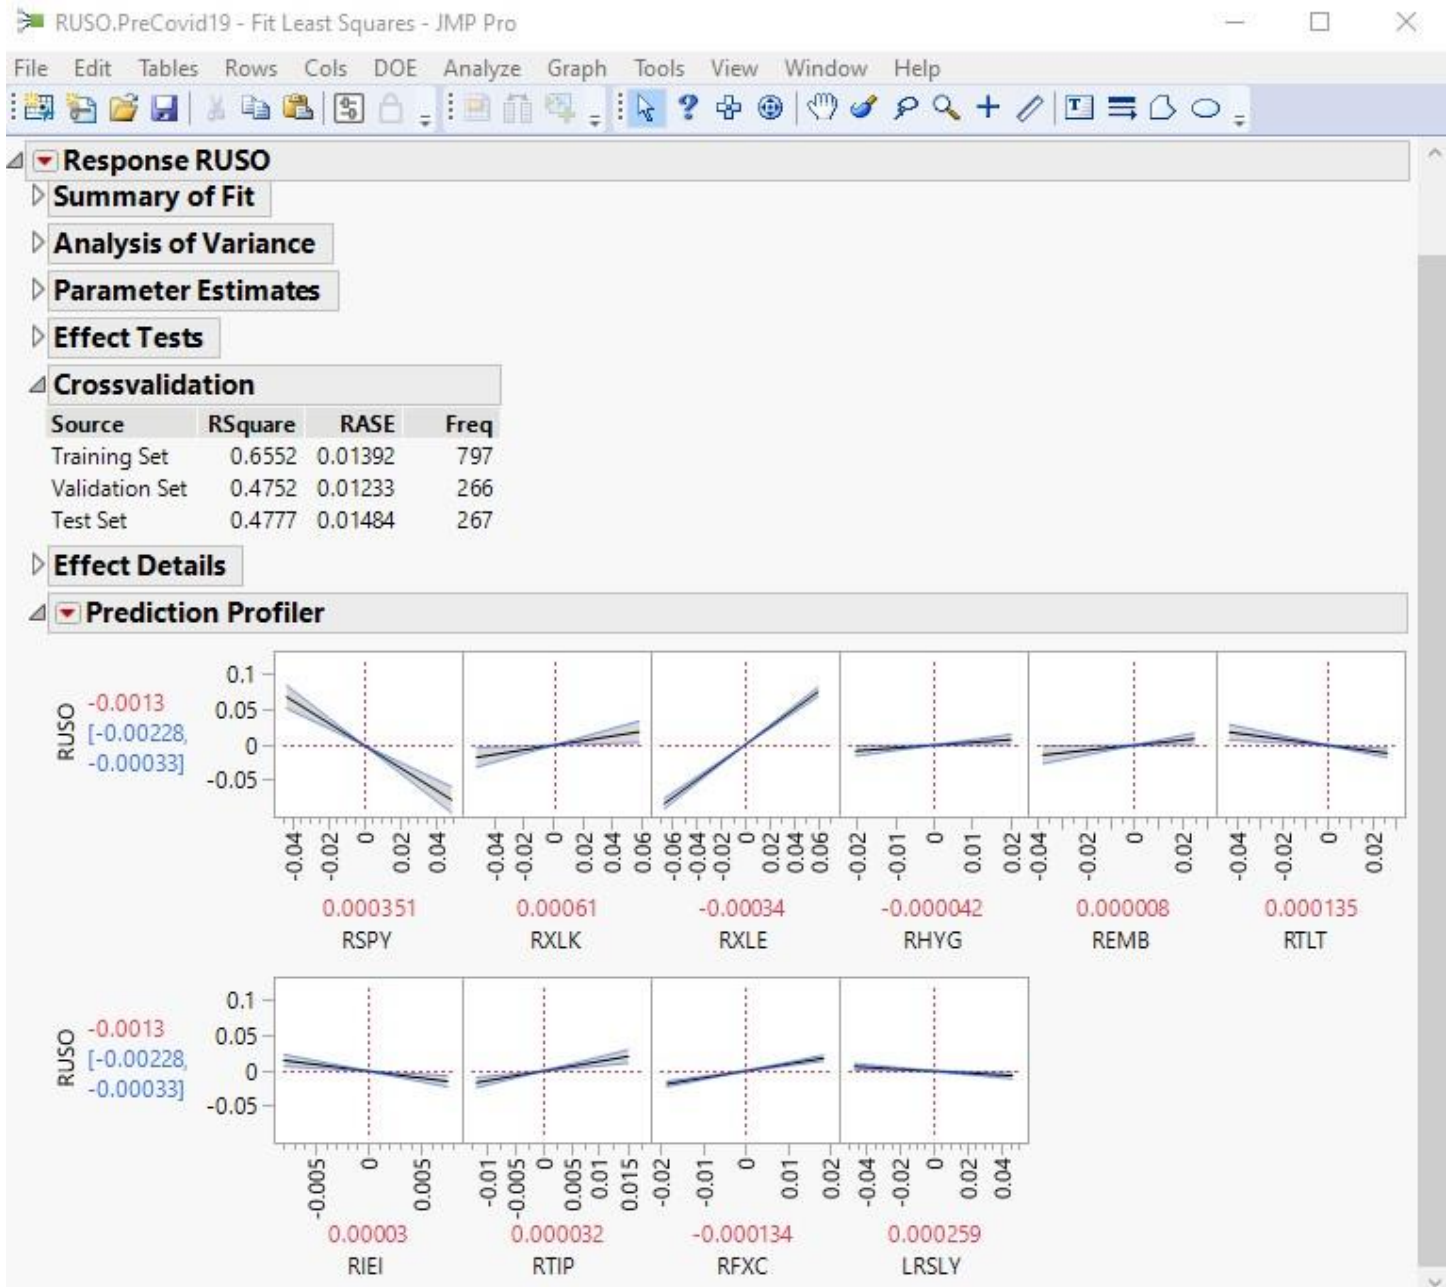 RUSO.PreCovid19 - Fit Least Squares - JMP Pro
File Edit Tables Rows Cols DOE Analyze Graph Tools View Window Help
Response RUSO
Summary of Fit
Analysis of Variance
Parameter Estimates
Effect Tests
Crossvalidation
Source RSquare RASE Freq
Training Set 0.6552 0.01392 797
Validation Set 0.4752 0.01233 266
Test Set 0.4777 0.01484 267
Effect Details
Prediction Profiler
RUSO
-0.0013
[-0.00228,
-0.00033]
0.1
0.05
0
-0.05
-0.04 -0.02 0 0.02 0.04
-0.04 -0.02 0 0.02 0.04 0.06
-0.06 -0.04 -0.02 0 0.02 0.04 0.06
-0.02 -0.01 0 0.01 0.02
-0.04 -0.02 0 0.02
-0.04 -0.02 0 0.02
0.000351 0.00061 -0.00034 -0.000042 0.000008 0.000135
RSPY RXLK RXLE RHYG REMB RTLT
RUSO
-0.0013
[-0.00228,
-0.00033]
0.1
0.05
0
-0.05
-0.005 0 0.005
-0.01 -0.005 0 0.005 0.01 0.015
-0.02 -0.01 0 0.01 0.02
-0.04 -0.02 0 0.02 0.04
0.00003 0.000032 -0.000134 0.000259
RIEI RTIP RFXC LRSLY